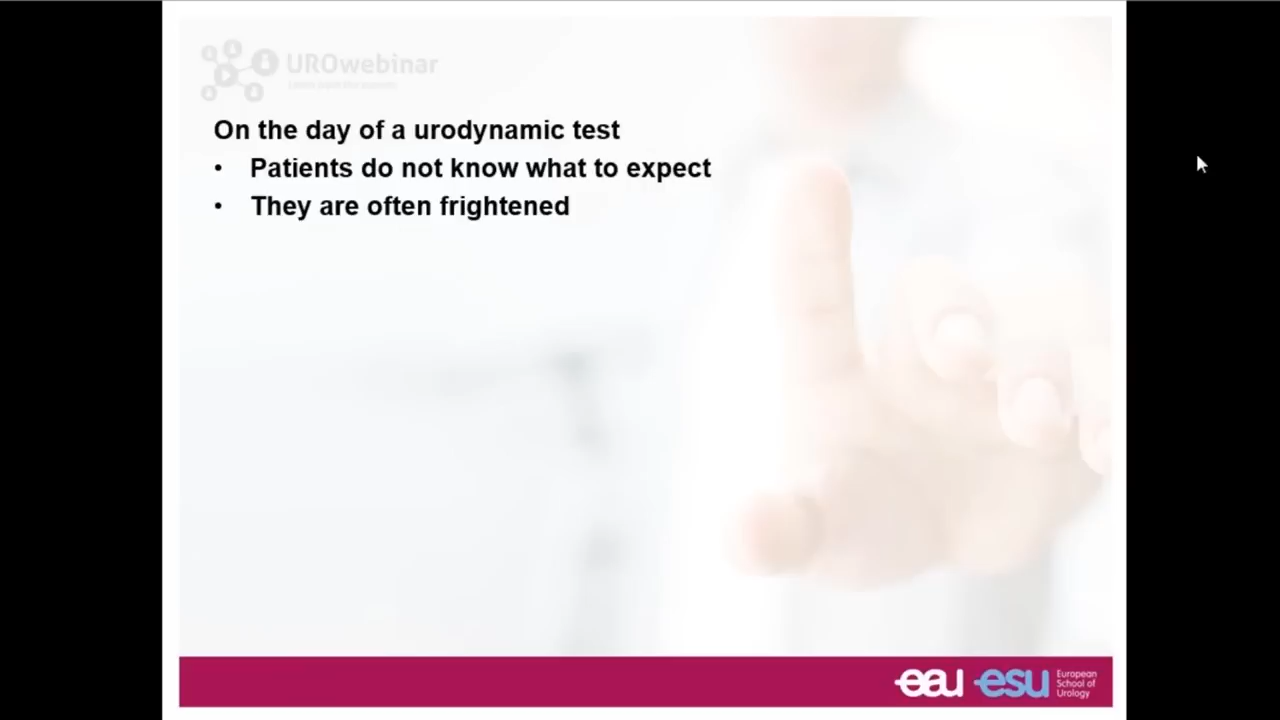 UROwebinar
On the day of a urodynamic test
• Patients do not know what to expect
• They are often frightened
eau esu European
School of
Urology